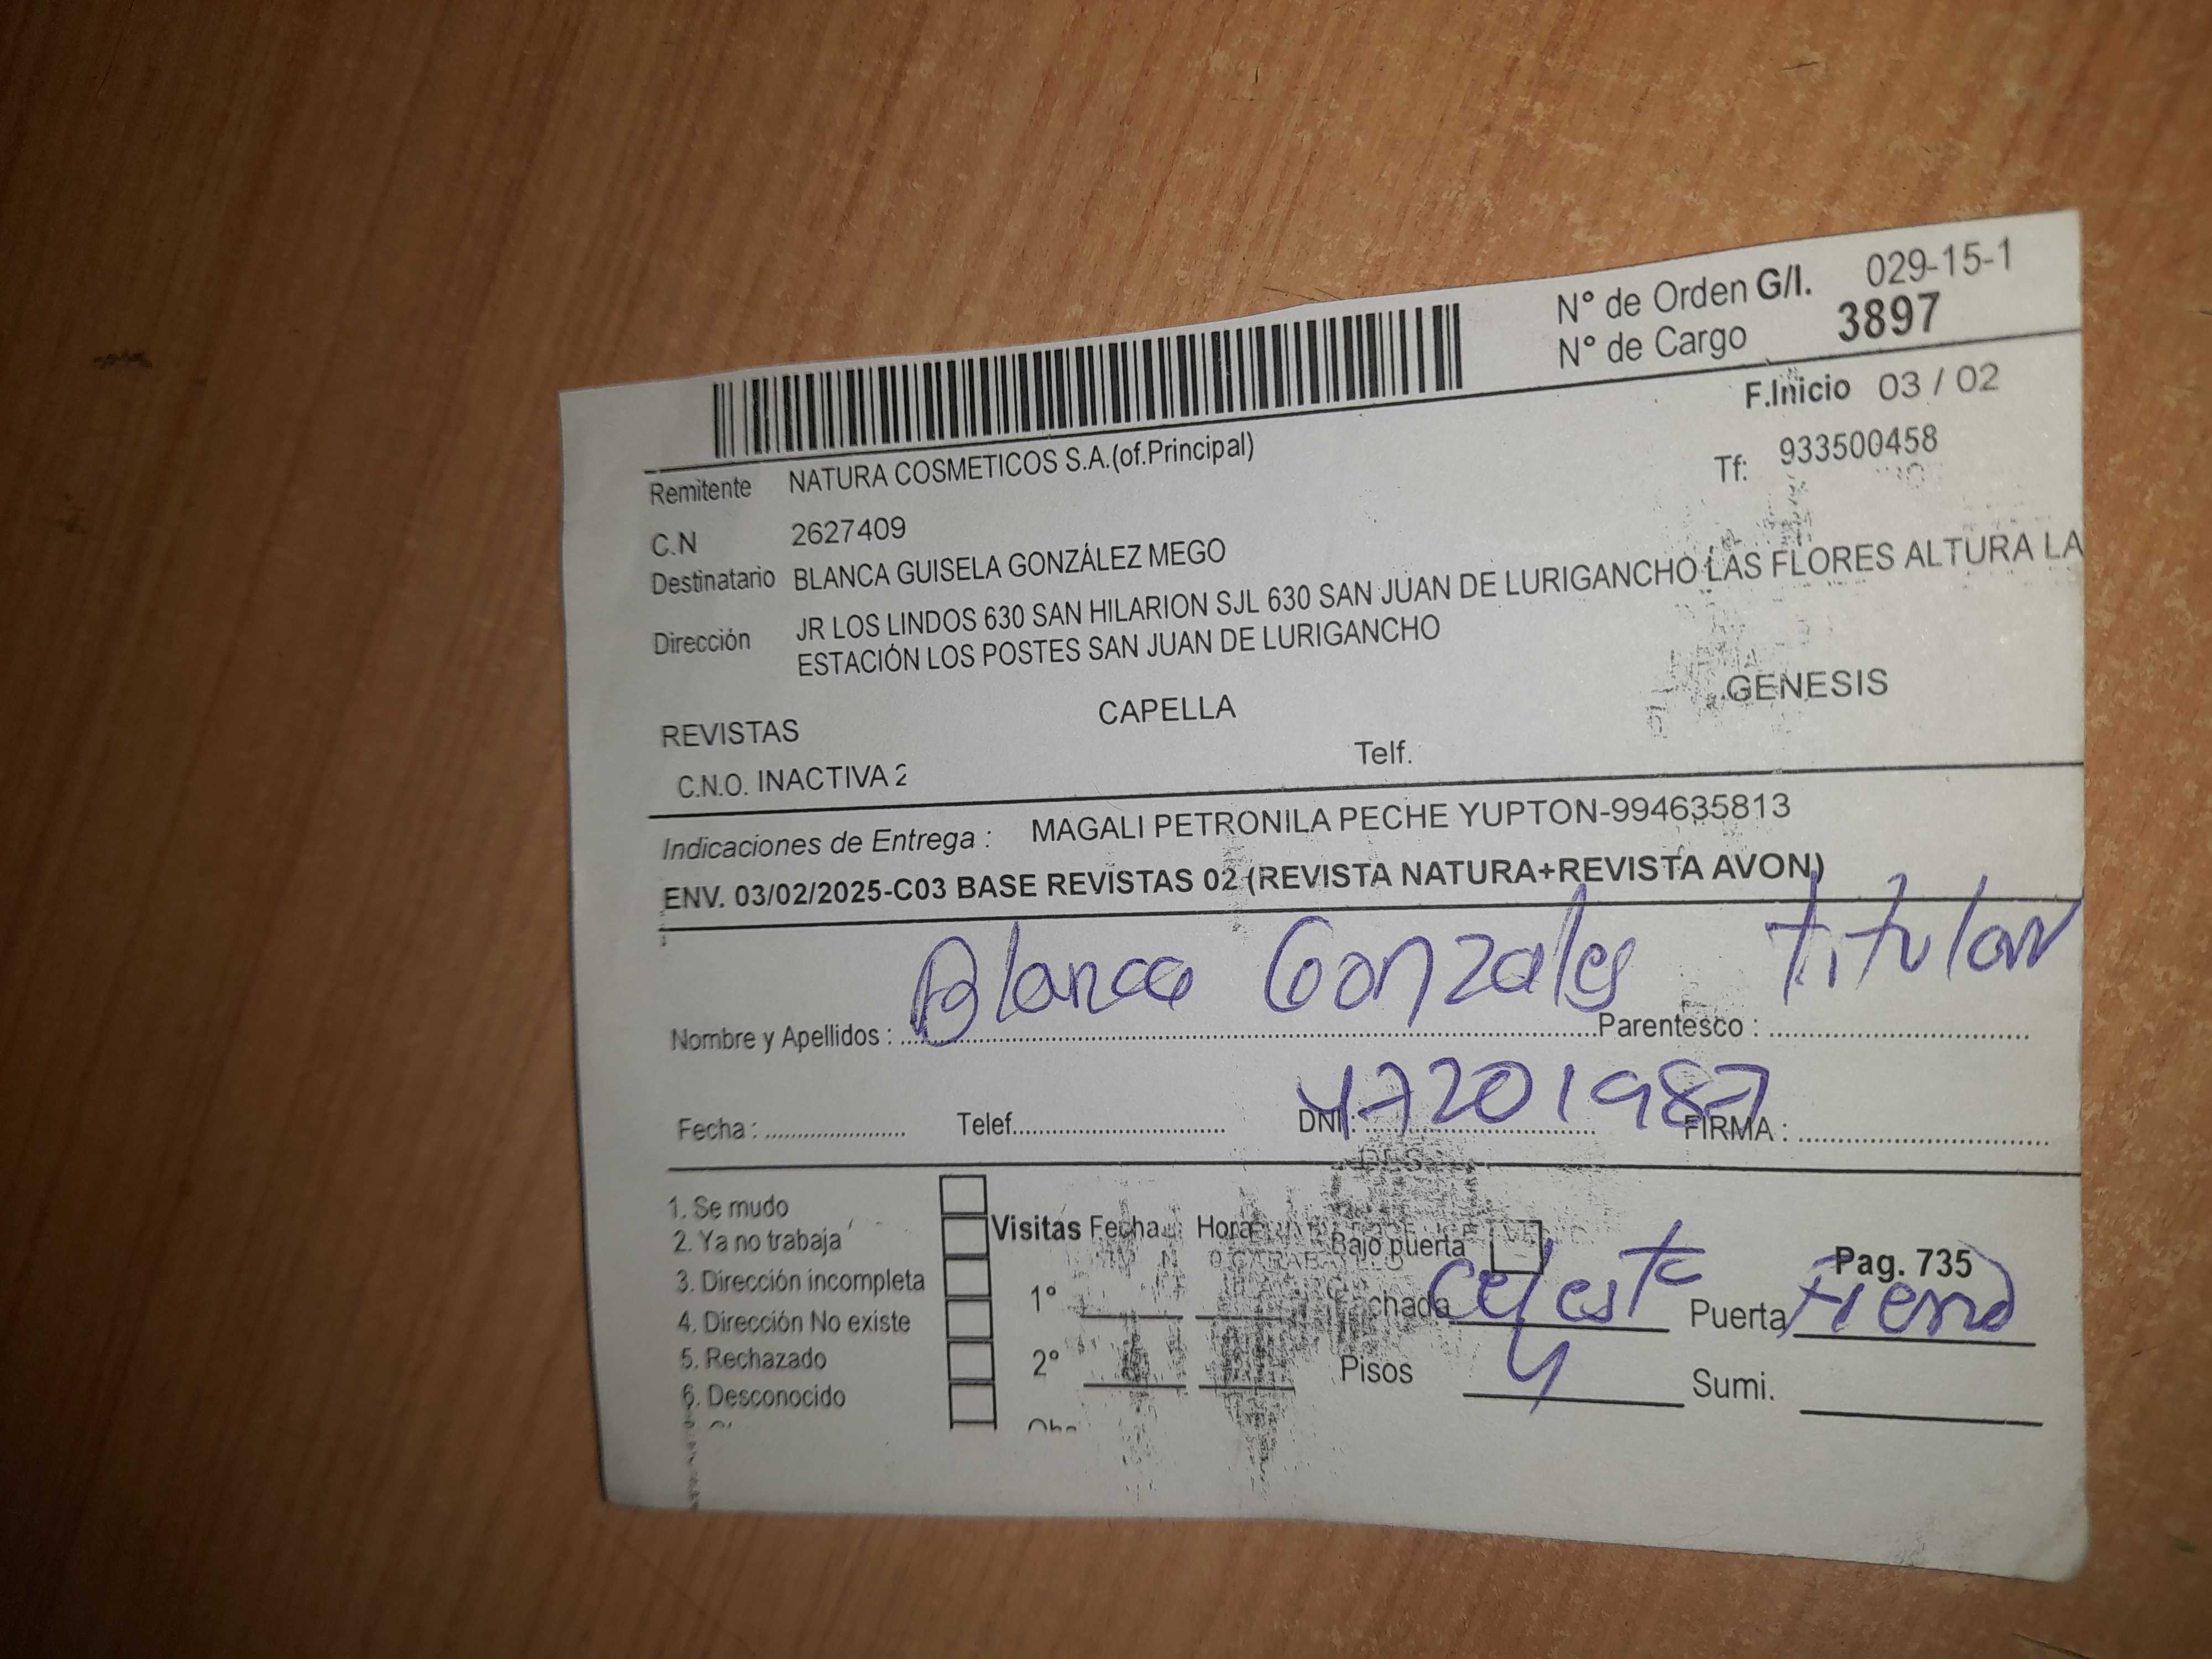 N° de Orden G/I. 029-15-1
N° de Cargo 3897
F.Inicio 03 / 02
Remitente NATURA COSMETICOS S.A.(of.Principal)
Tf: 933500458
C.N 2627409
Destinatario BLANCA GUISELA GONZÁLEZ MEGO
Dirección JR LOS LINDOS 630 SAN HILARION SJL 630 SAN JUAN DE LURIGANCHO LAS FLORES ALTURA LA
ESTACIÓN LOS POSTES SAN JUAN DE LURIGANCHO
REVISTAS CAPELLA GENESIS
C.N.O. INACTIVA 2 Telf.
Indicaciones de Entrega : MAGALI PETRONILA PECHE YUPTON-994635813
ENV. 03/02/2025-C03 BASE REVISTAS 02 (REVISTA NATURA+REVISTA AVON)
Nombre y Apellidos : Blanca Gonzales Parentesco : titular
Fecha : Telef. DNI : 47201987 FIRMA :
1. Se mudo
2. Ya no trabaja Visitas Fecha Hora Bajo puerta Pag. 735
3. Dirección incompleta 1° celeste Puerta
4. Dirección No existe
5. Rechazado 2° Pisos 4 Sumi.
6. Desconocido